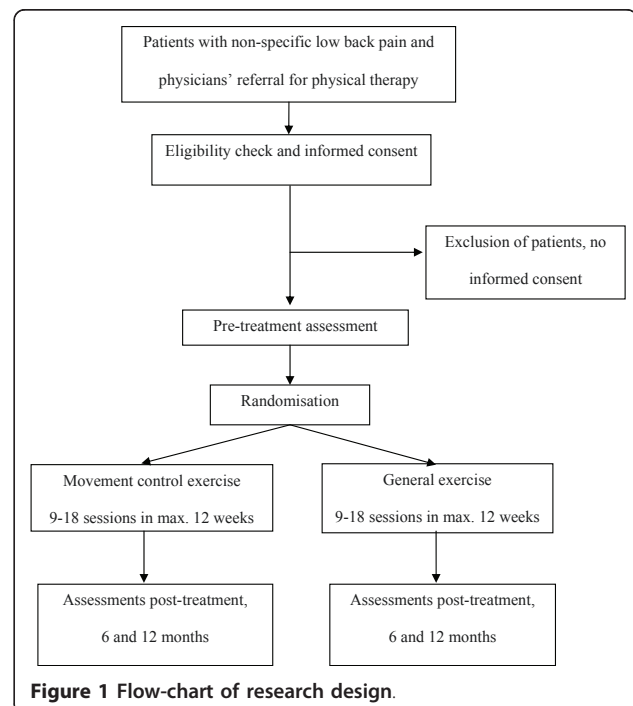 Patients with non-specific low back pain and
physicians’ referral for physical therapy
Eligibility check and informed consent
Exclusion of patients, no
informed consent
Pre-treatment assessment
Randomisation
Movement control exercise
9-18 sessions in max. 12 weeks
General exercise
9-18 sessions in max. 12 weeks
Assessments post-treatment,
6 and 12 months
Assessments post-treatment,
6 and 12 months
Figure 1 Flow-chart of research design.